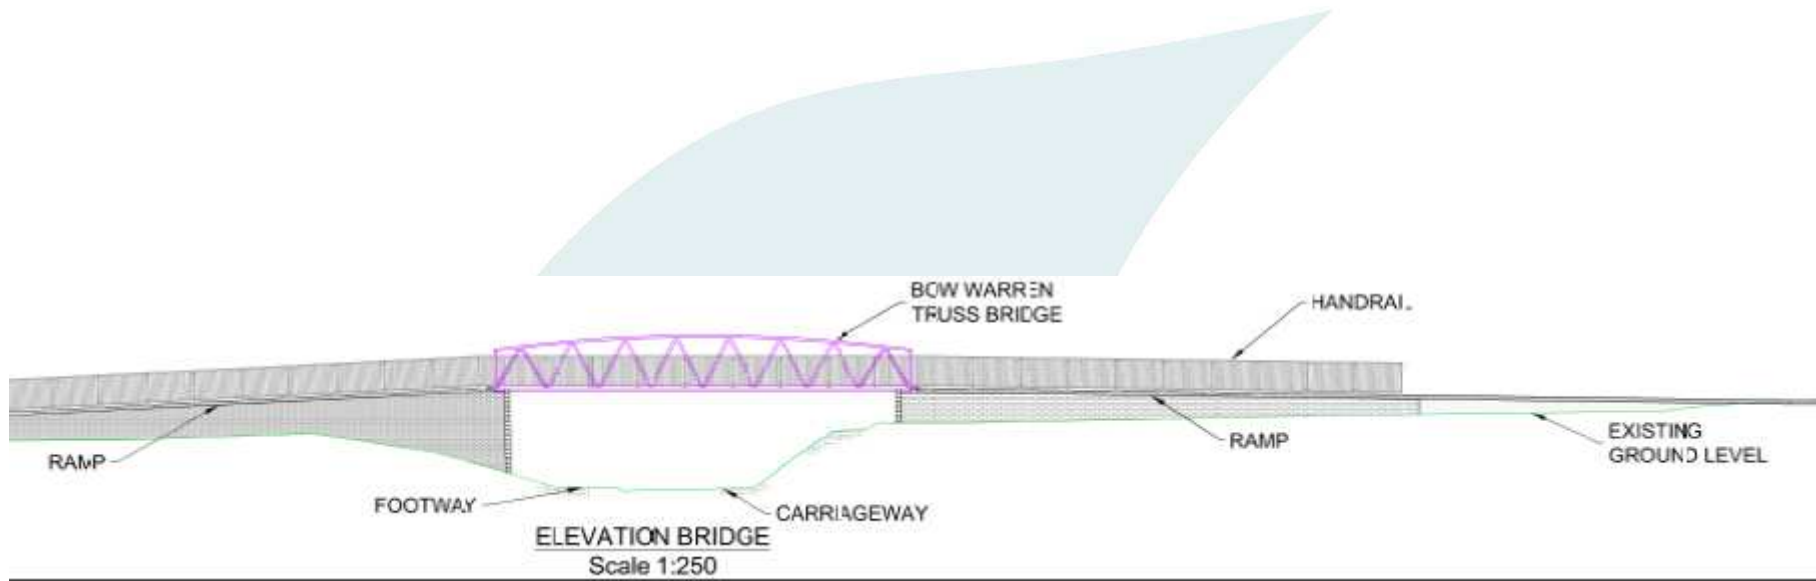 BOW WARREN
TRUSS BRIDGE
HANDRAIL
RAMP
RAMP
EXISTING
GROUND LEVEL
FOOTWAY
CARRIAGEWAY
ELEVATION BRIDGE
Scale 1:250